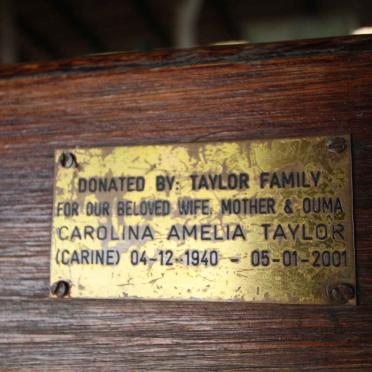 DONATED BY: TAYLOR FAMILY
FOR OUR BELOVED WIFE, MOTHER & OUMA
CAROLINA AMELIA TAYLOR
(CARINE) 04-12-1940 - 05-01-2001